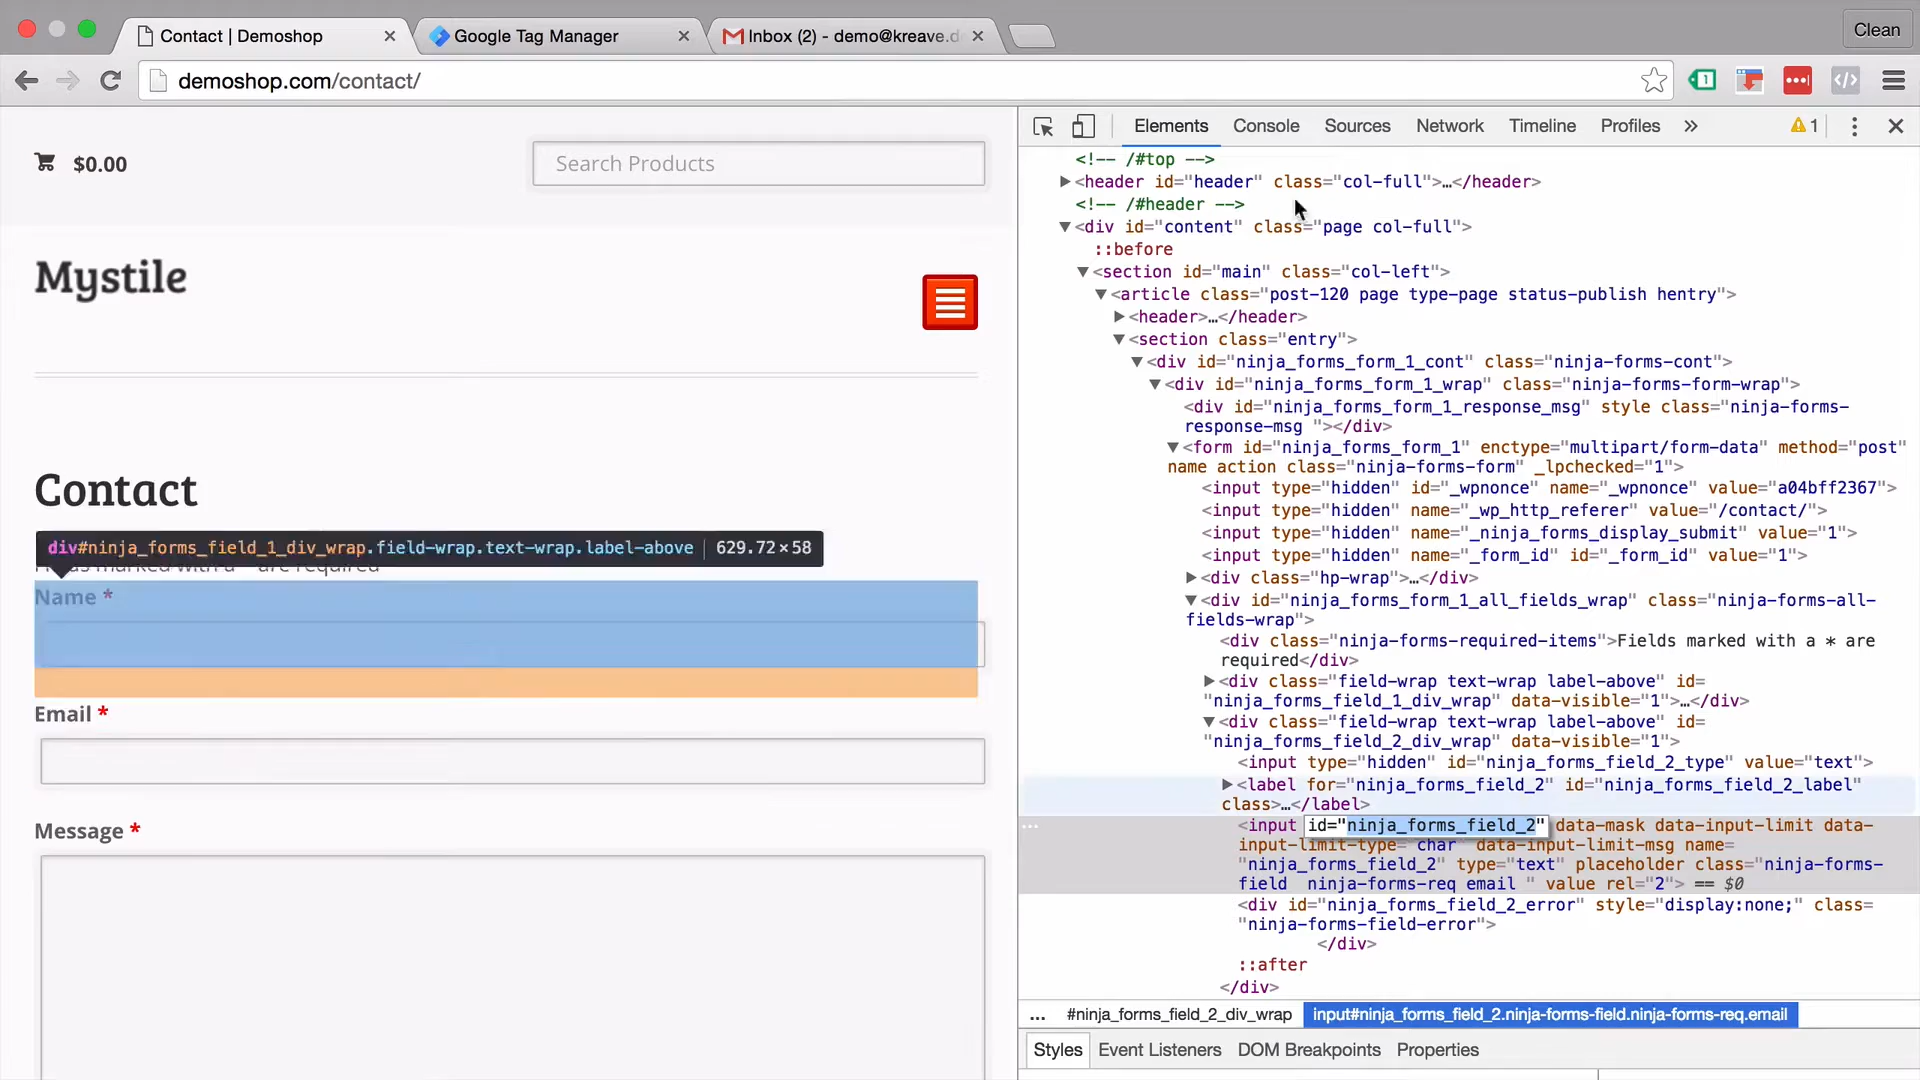 Contact | Demoshop
Google Tag Manager
Inbox (2) - demo@kreave.d
Clean
demoshop.com/contact/
1
$0.00
Search Products
Mystile
Contact
div#ninja_forms_field_1_div_wrap.field-wrap.text-wrap.label-above | 629.72×58
Name *
Email *
Message *
Elements Console Sources Network Timeline Profiles » 1
<!-- /#top -->
<header id="header" class="col-full">…</header>
<!-- /#header -->
<div id="content" class="page col-full">
::before
<section id="main" class="col-left">
<article class="post-120 page type-page status-publish hentry">
<header>…</header>
<section class="entry">
<div id="ninja_forms_form_1_cont" class="ninja-forms-cont">
<div id="ninja_forms_form_1_wrap" class="ninja-forms-form-wrap">
<div id="ninja_forms_form_1_response_msg" style class="ninja-forms-
response-msg "></div>
<form id="ninja_forms_form_1" enctype="multipart/form-data" method="post"
name action class="ninja-forms-form" _lpchecked="1">
<input type="hidden" id="_wpnonce" name="_wpnonce" value="a04bff2367">
<input type="hidden" name="_wp_http_referer" value="/contact/">
<input type="hidden" name="_ninja_forms_display_submit" value="1">
<input type="hidden" name="_form_id" id="_form_id" value="1">
<div class="hp-wrap">…</div>
<div id="ninja_forms_form_1_all_fields_wrap" class="ninja-forms-all-
fields-wrap">
<div class="ninja-forms-required-items">Fields marked with a * are
required</div>
<div class="field-wrap text-wrap label-above" id=
"ninja_forms_field_1_div_wrap" data-visible="1">…</div>
<div class="field-wrap text-wrap label-above" id=
"ninja_forms_field_2_div_wrap" data-visible="1">
<input type="hidden" id="ninja_forms_field_2_type" value="text">
<label for="ninja_forms_field_2" id="ninja_forms_field_2_label"
class>…</label>
… <input id="ninja_forms_field_2" data-mask data-input-limit data-
input-limit-type= char data-input-limit-msg name=
"ninja_forms_field_2" type="text" placeholder class="ninja-forms-
field ninja-forms-req email " value rel="2"> == $0
<div id="ninja_forms_field_2_error" style="display:none;" class=
"ninja-forms-field-error">
</div>
::after
</div>
... #ninja_forms_field_2_div_wrap input#ninja_forms_field_2.ninja-forms-field.ninja-forms-req.email
Styles Event Listeners DOM Breakpoints Properties